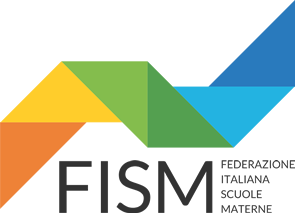 FISM
FEDERAZIONE
ITALIANA
SCUOLE
MATERNE